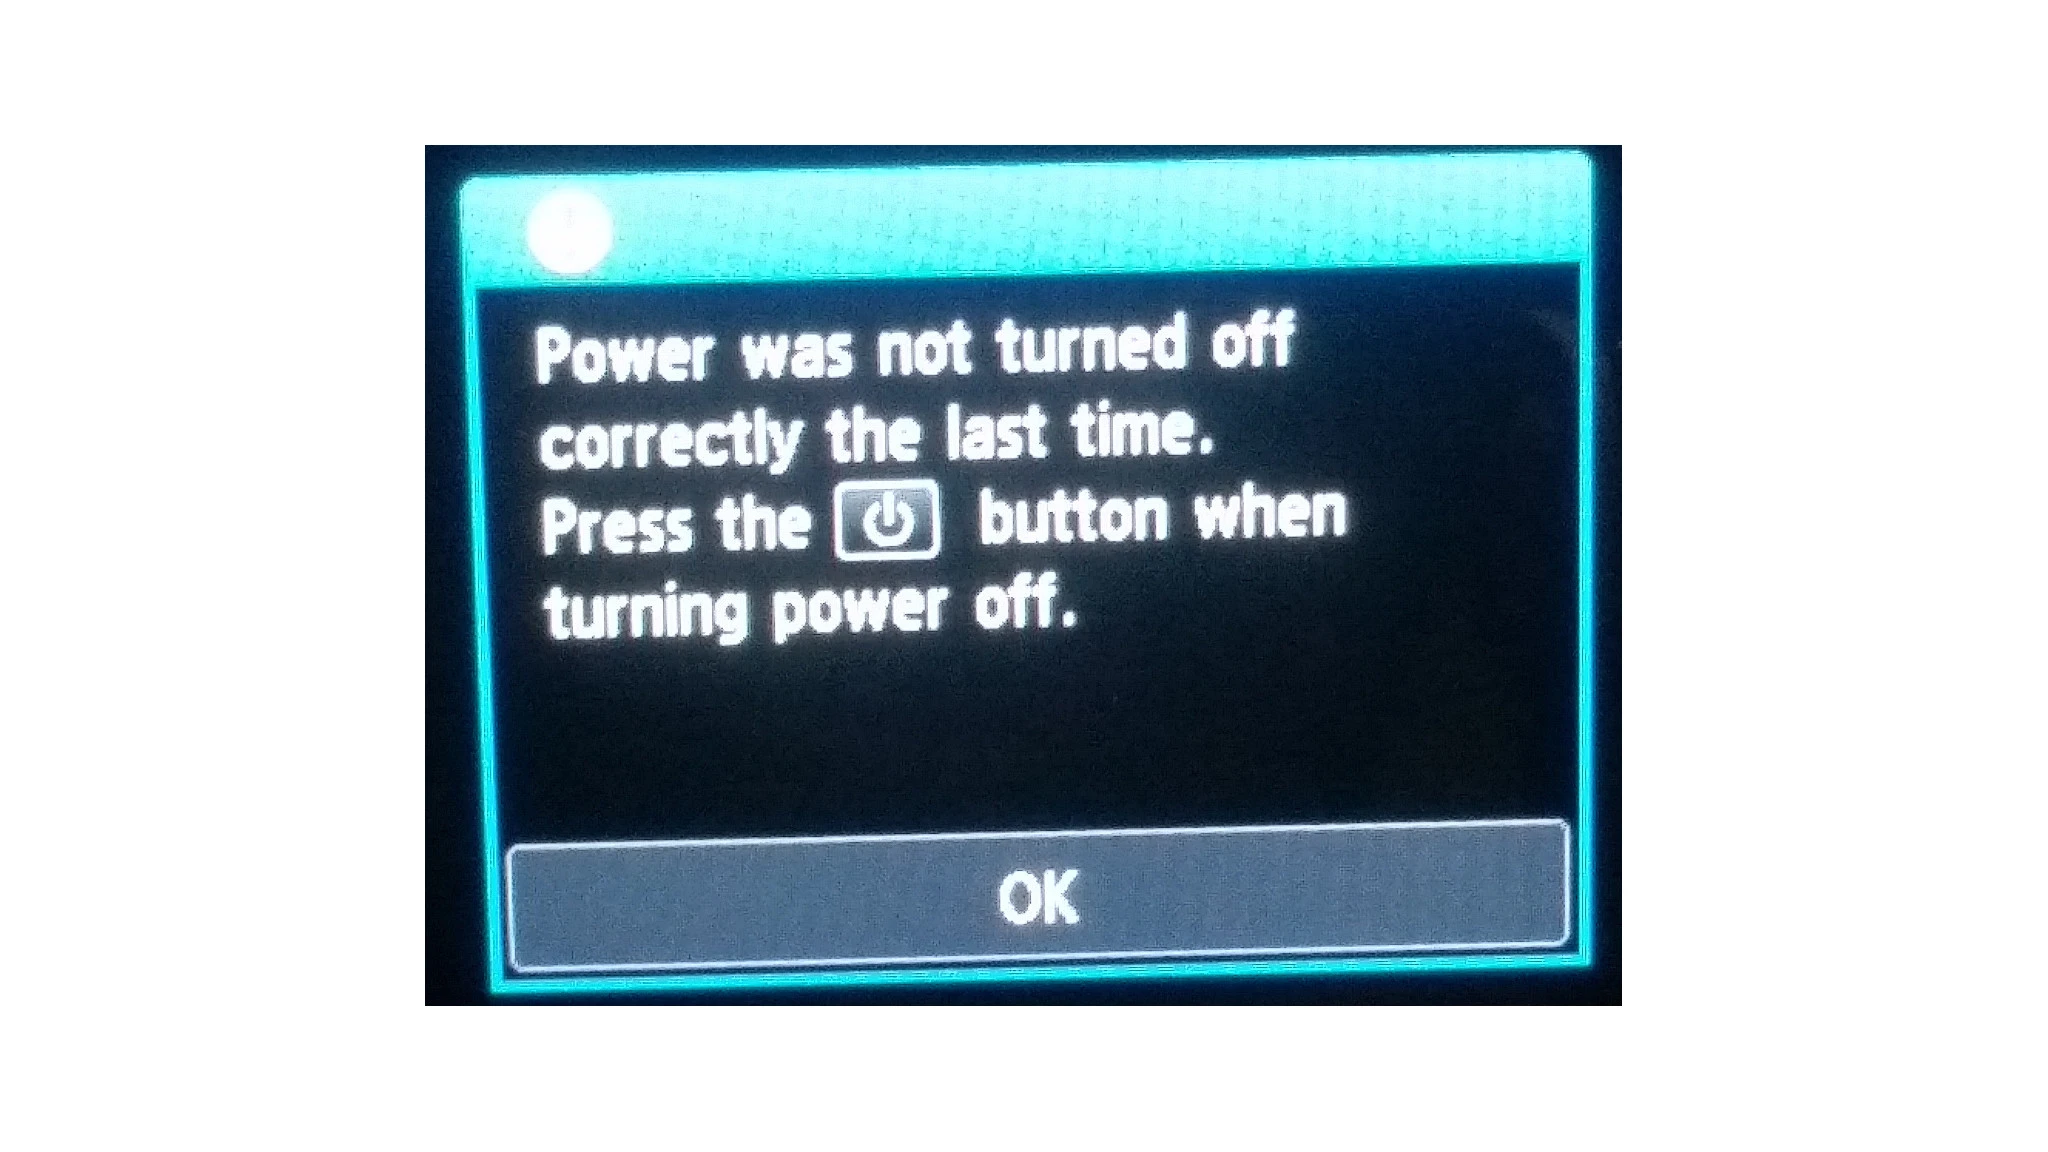 Power was not turned off
correctly the last time.
Press the button when
turning power off.
OK